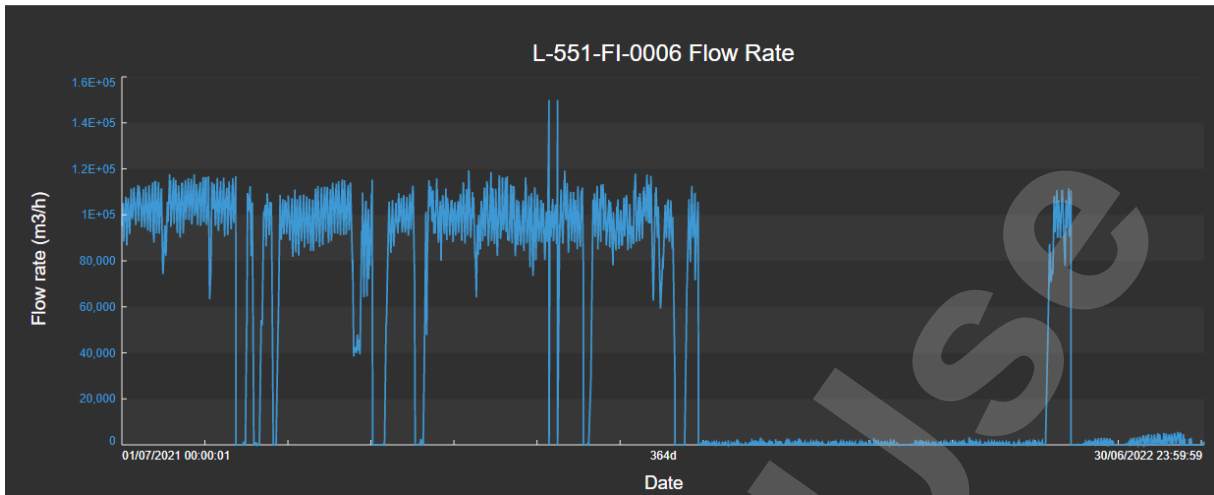 L-551-FI-0006 Flow Rate
1.6E+05
1.4E+05
1.2E+05
1E+05
80,000
60,000
40,000
20,000
0
Flow rate (m3/h)
01/07/2021 00:00:01
364d
30/06/2022 23:59:59
Date
use